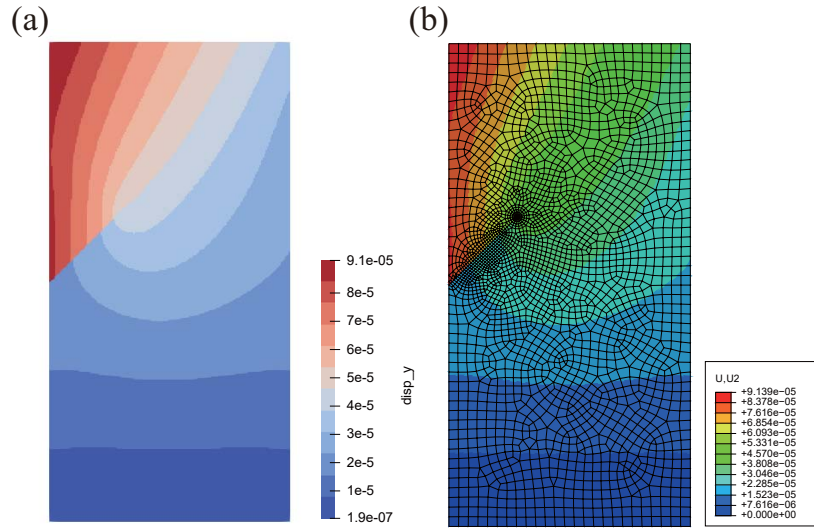 (a)
(b)
9.1e-05
8e-5
7e-5
6e-5
5e-5
4e-5
3e-5
2e-5
1e-5
1.9e-07
disp_y
U, U2
+9.139e-05
+8.378e-05
+7.616e-05
+6.854e-05
+6.093e-05
+5.331e-05
+4.570e-05
+3.808e-05
+3.046e-05
+2.285e-05
+1.523e-05
+7.616e-06
+0.000e+00